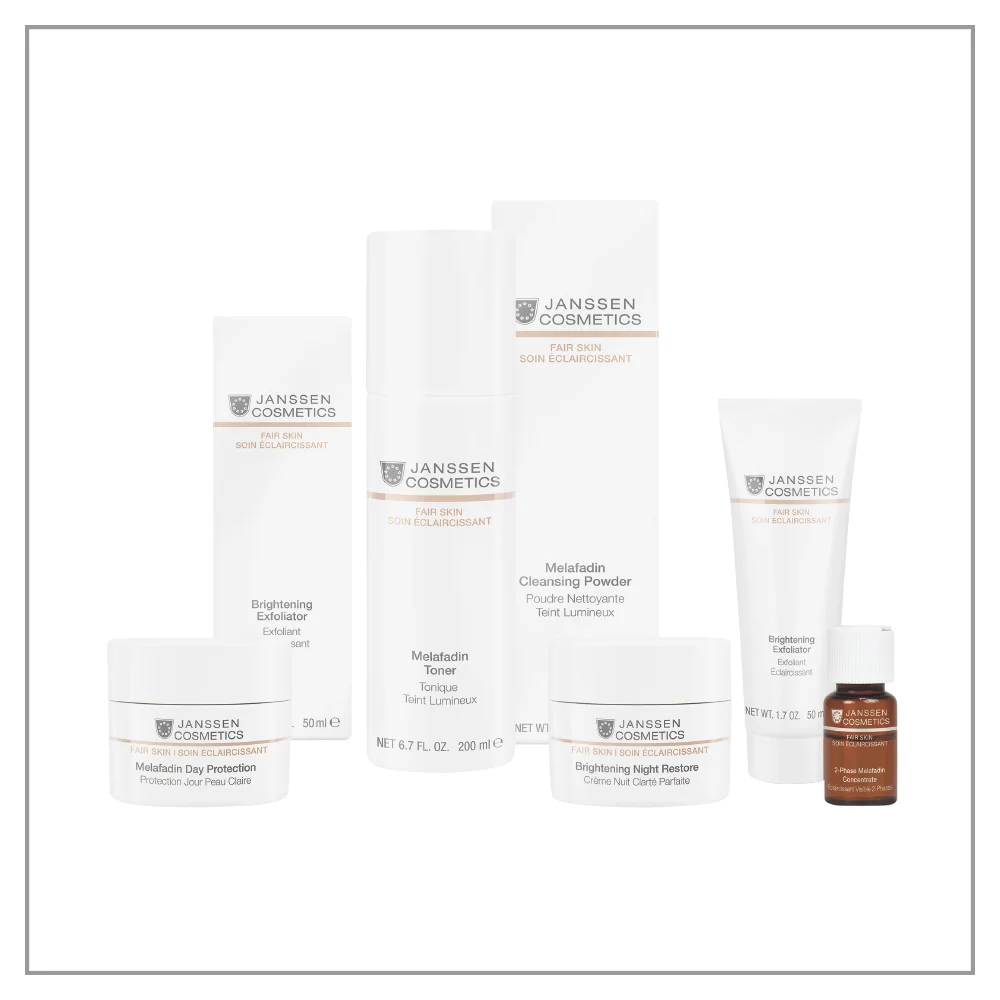 JANSSEN
COSMETICS
FAIR SKIN
SOIN ÉCLAIRCISSANT
Brightening
Exfoliator
Exfoliant
50 ml ℮
JANSSEN
COSMETICS
FAIR SKIN
SOIN ÉCLAIRCISSANT
Melafadin
Toner
Tonique
Teint Lumineux
NET 6.7 FL. OZ. 200 ml ℮
JANSSEN
COSMETICS
FAIR SKIN
SOIN ÉCLAIRCISSANT
Melafadin
Cleansing Powder
Poudre Nettoyante
Teint Lumineux
NET
JANSSEN
COSMETICS
FAIR SKIN
SOIN ÉCLAIRCISSANT
Brightening
Exfoliator
Exfoliant
Éclaircissant
NET WT. 1.7 OZ. 50
JANSSEN
COSMETICS
FAIR SKIN I SOIN ÉCLAIRCISSANT
Melafadin Day Protection
Protection Jour Peau Claire
JANSSEN
COSMETICS
FAIR SKIN I SOIN ÉCLAIRCISSANT
Brightening Night Restore
Crème Nuit Clarté Parfaite
JANSSEN
COSMETICS
FAIR SKIN
SOIN ÉCLAIRCISSANT
2-Phase Melafadin
Concentrate
Visible 2-Phases